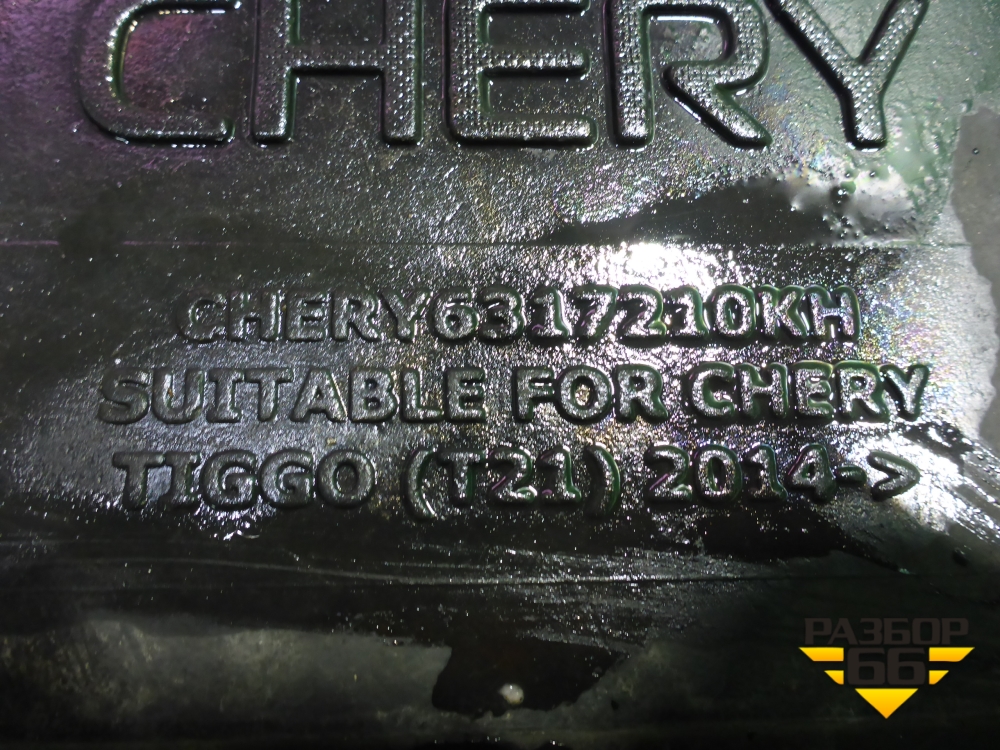 CHERY
CHERY6317210KH
SUITABLE FOR CHERY
TIGGO (T21) 2014->
РАЗБОР
66